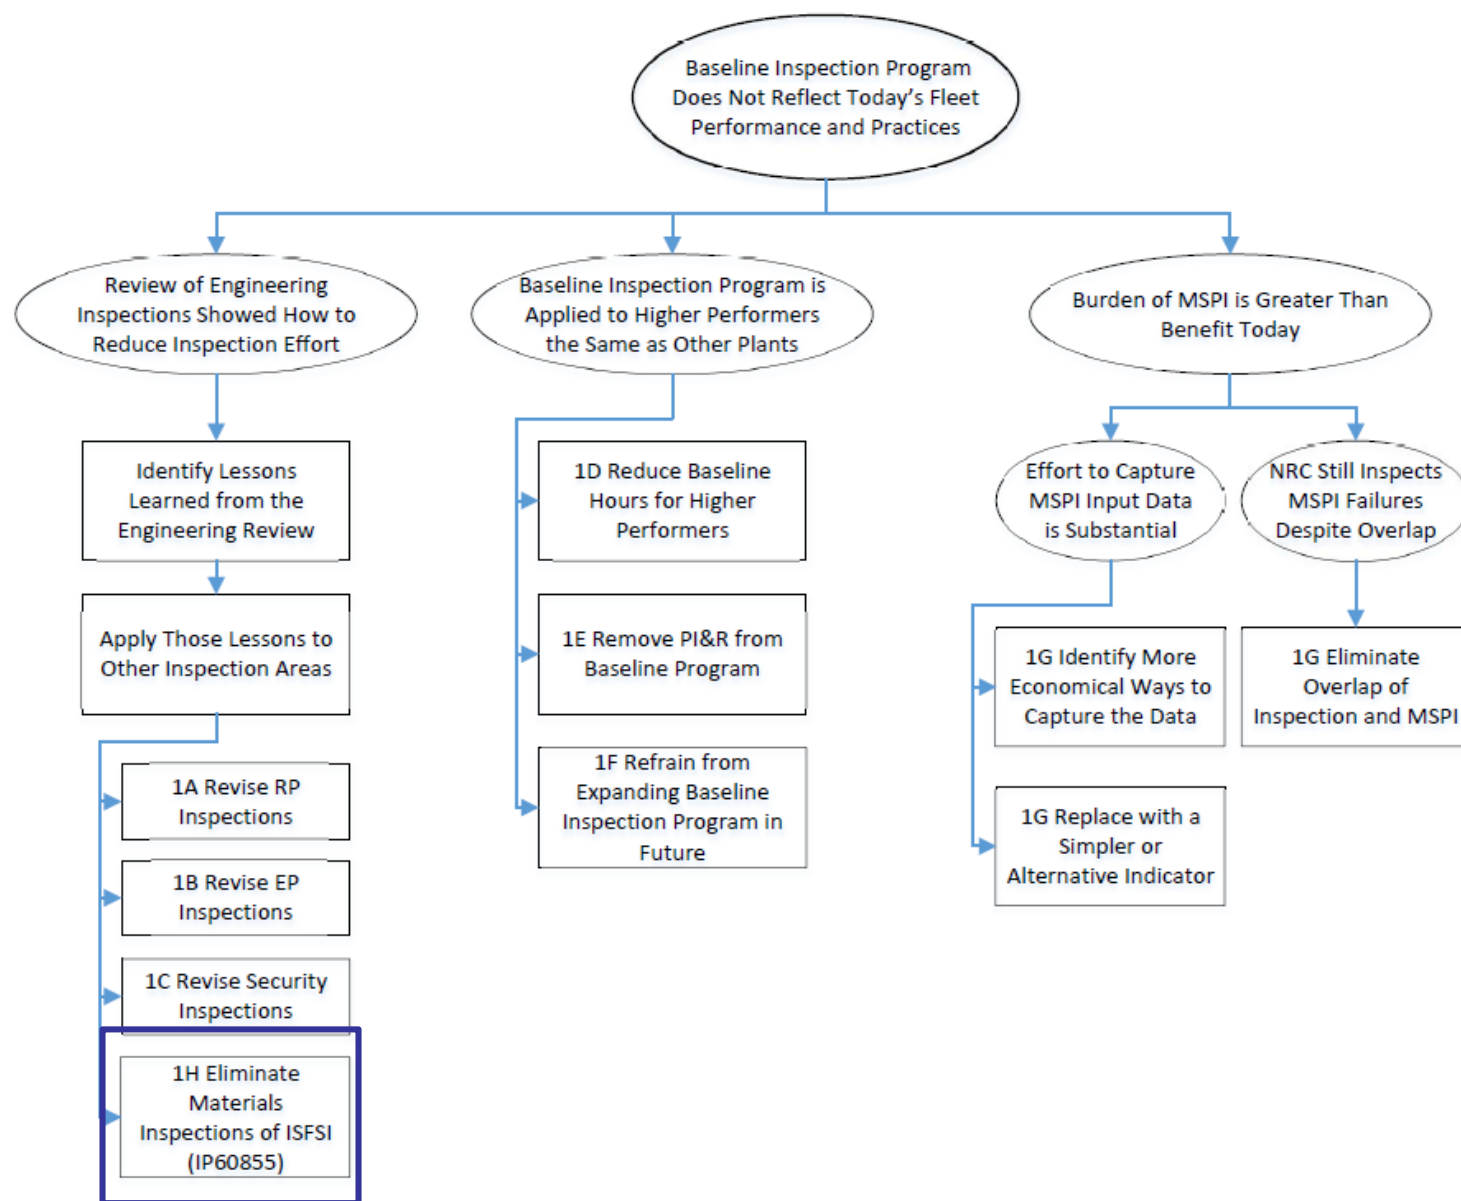 Baseline Inspection Program
Does Not Reflect Today's Fleet
Performance and Practices
Review of Engineering
Inspections Showed How to
Reduce Inspection Effort
Baseline Inspection Program is
Applied to Higher Performers
the Same as Other Plants
Burden of MSPI is Greater Than
Benefit Today
Identify Lessons
Learned from the
Engineering Review
1D Reduce Baseline
Hours for Higher
Performers
Effort to Capture
MSPI Input Data
is Substantial
NRC Still Inspects
MSPI Failures
Despite Overlap
Apply Those Lessons to
Other Inspection Areas
1E Remove PI&R from
Baseline Program
1G Identify More
Economical Ways to
Capture the Data
1G Eliminate
Overlap of
Inspection and MSPI
1A Revise RP
Inspections
1F Refrain from
Expanding Baseline
Inspection Program in
Future
1G Replace with a
Simpler or
Alternative Indicator
1B Revise EP
Inspections
1C Revise Security
Inspections
1H Eliminate
Materials
Inspections of ISFSI
(IP60855)